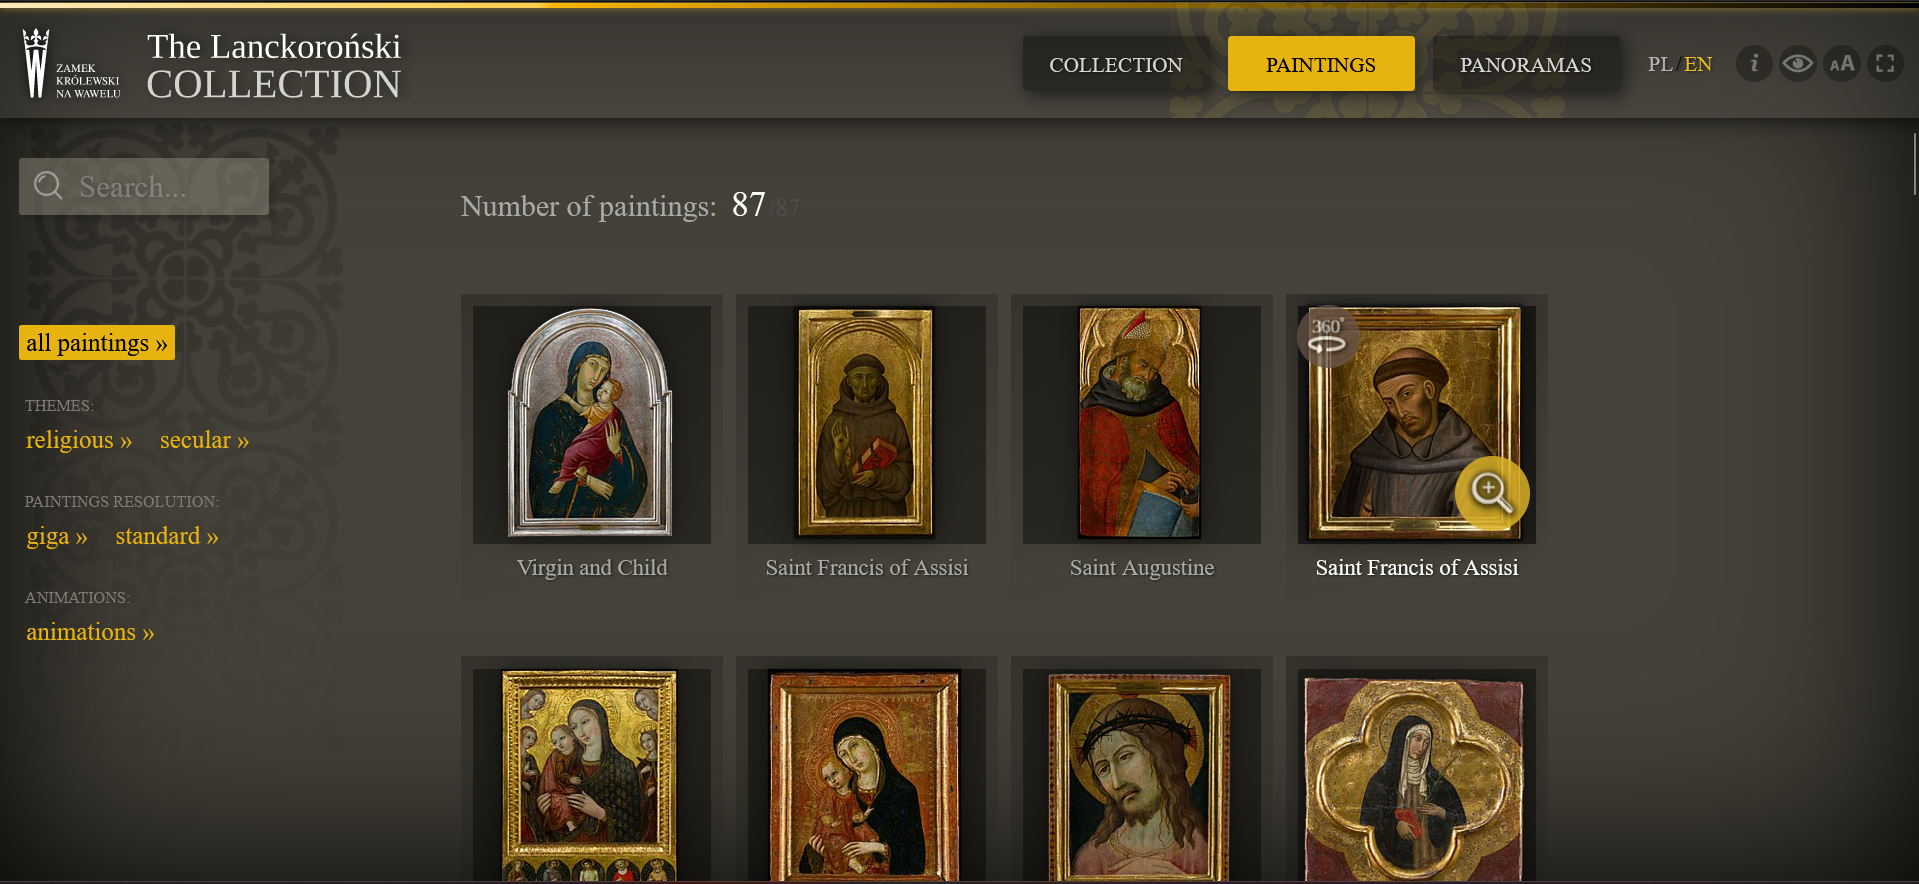 ZAMEK
KRÓLEWSKI
NA WAWELU
The Lanckoroński
COLLECTION
COLLECTION
PAINTINGS
PANORAMAS
PL / EN
i
AA
Search...
Number of paintings: 87 /87
all paintings »
THEMES:
religious » secular »
PAINTINGS RESOLUTION:
giga » standard »
ANIMATIONS:
animations »
360°
Virgin and Child
Saint Francis of Assisi
Saint Augustine
Saint Francis of Assisi